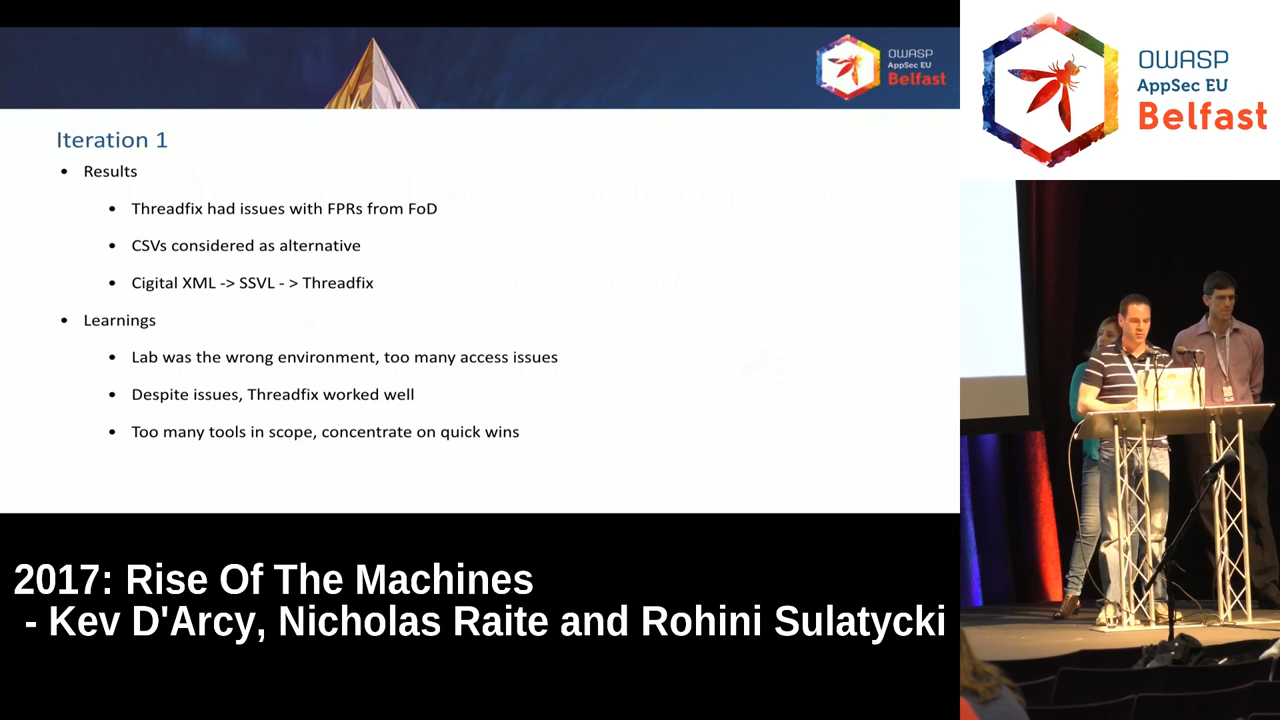 OWASP
AppSec EU
Belfast
OWASP
AppSec EU
Belfast
Iteration 1
• Results
• Threadfix had issues with FPRs from FoD
• CSVs considered as alternative
• Cigital XML -> SSVL - > Threadfix
• Learnings
• Lab was the wrong environment, too many access issues
• Despite issues, Threadfix worked well
• Too many tools in scope, concentrate on quick wins
2017: Rise Of The Machines
- Kev D'Arcy, Nicholas Raite and Rohini Sulatycki